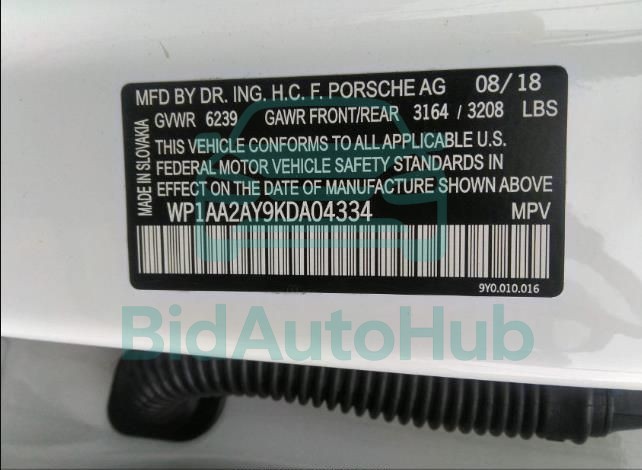 MFD BY DR. ING. H.C. F. PORSCHE AG 08/18
GVWR 6239 GAWR FRONT/REAR 3164 / 3208 LBS
THIS VEHICLE CONFORMS TO ALL APPLICABLE U.S.
FEDERAL MOTOR VEHICLE SAFETY STANDARDS IN
EFFECT ON THE DATE OF MANUFACTURE SHOWN ABOVE.
WP1AA2AY9KDA04334 MPV
9Y0.010.016
MADE IN SLOVAKIA
BidAutoHub